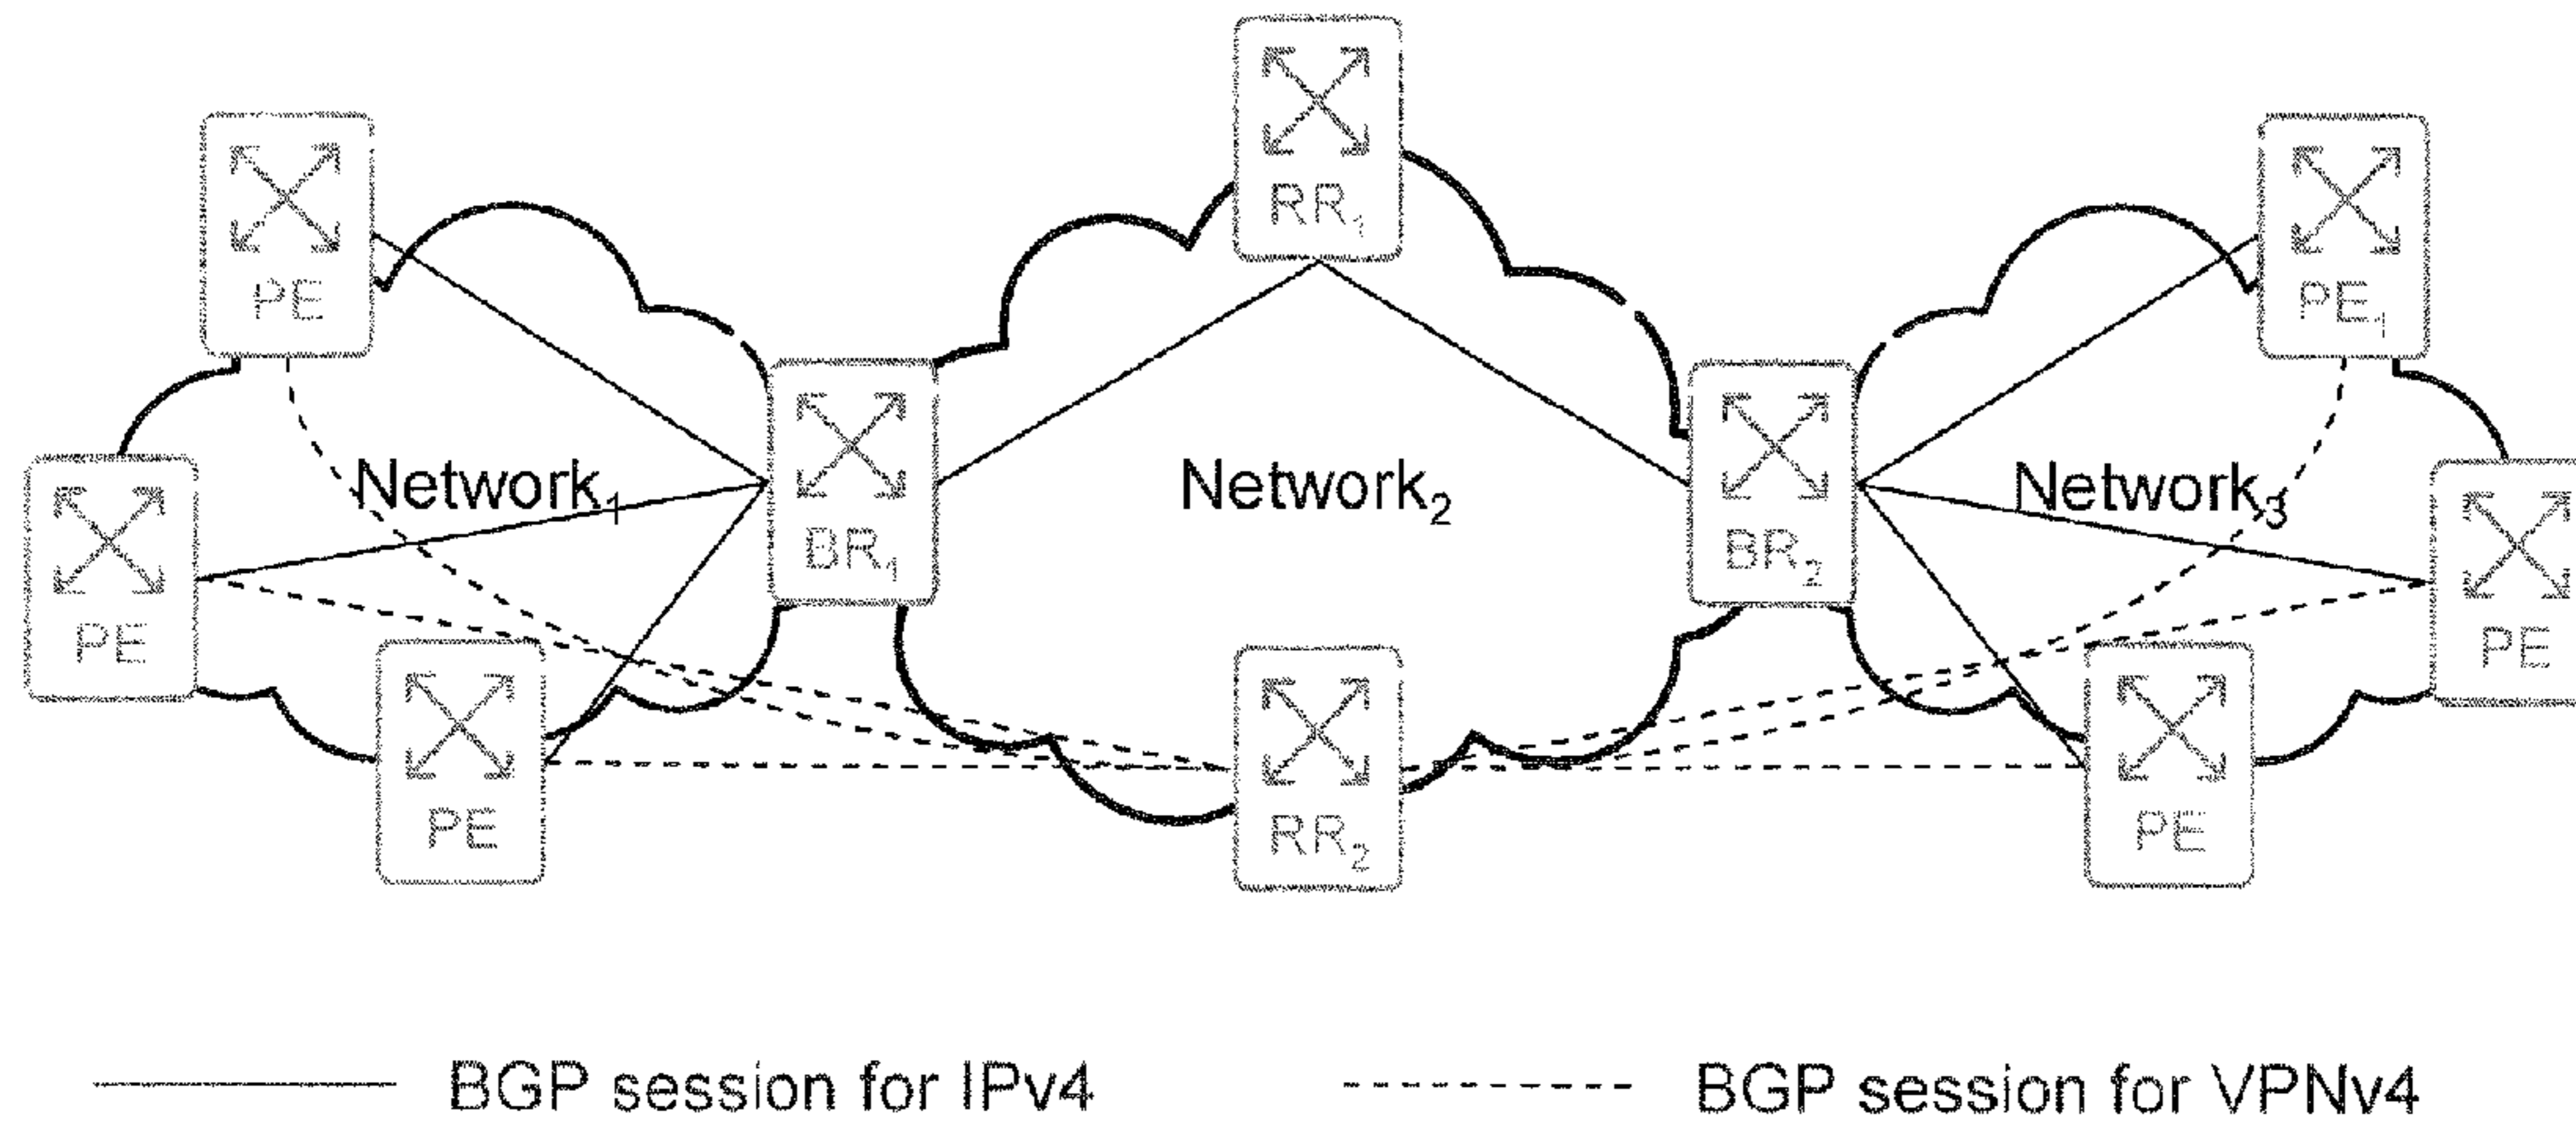 RR₁
PE
PE₁
Network₁
Network₂
Network₃
BR₁
BR₂
PE
PE
PE
RR₂
PE
BGP session for IPv4
BGP session for VPNv4